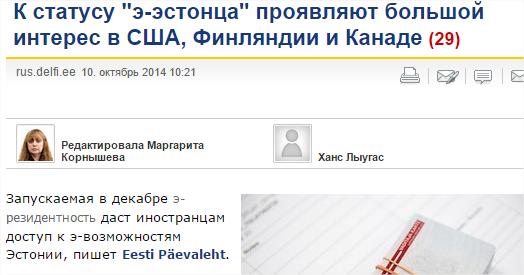 К статусу "э-эстонца" проявляют большой
интерес в США, Финляндии и Канаде (29)
rus.delfi.ee 10. октябрь 2014 10:21
Редактировала Маргарита
Корнышева
Ханс Лыугас
Запускаемая в декабре э-
резидентность даст иностранцам
доступ к э-возможностям
Эстонии, пишет Eesti Päevaleht.